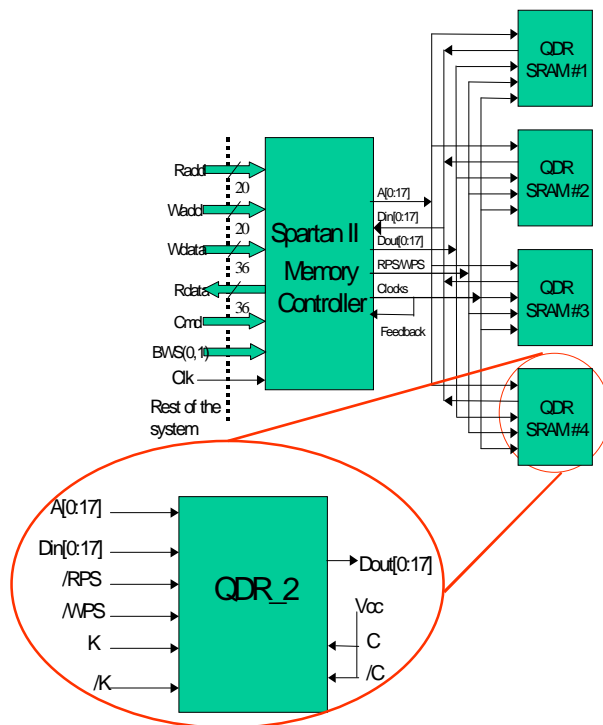 QDR
SRAM #1
QDR
SRAM #2
QDR
SRAM #3
QDR
SRAM #4
Raddr
20
Waddr
20
Wdata
36
Rdata
36
Cmd
BWS(0,1)
Clk
Rest of the
system
Spartan II
Memory
Controller
A[0:17]
Din[0:17]
Dout[0:17]
RPS/WPS
Clocks
Feedback
A[0:17]
Din[0:17]
/RPS
/WPS
K
/K
QDR_2
Dout[0:17]
Vcc
C
/C